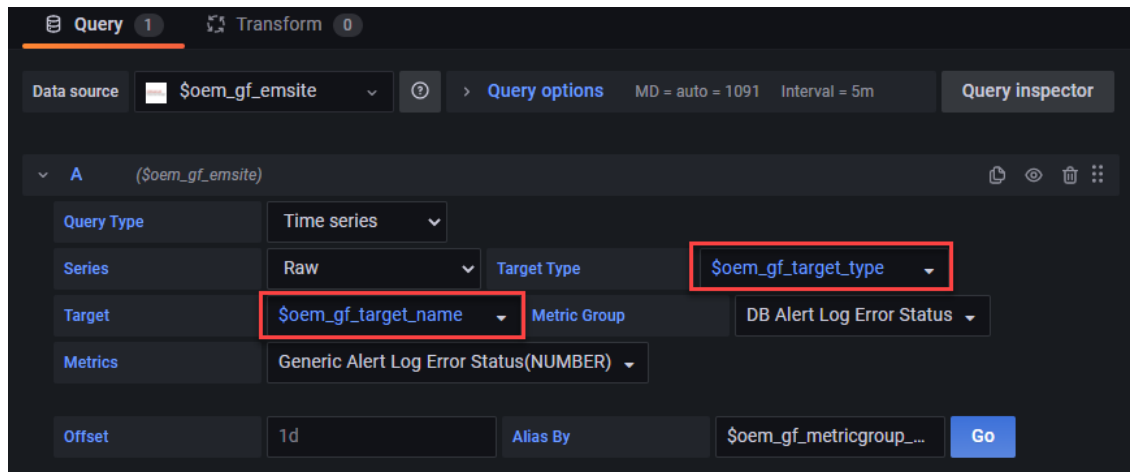 Query 1 Transform 0
Data source $oem_gf_emsite Query options MD = auto = 1091 Interval = 5m Query inspector
A ($oem_gf_emsite)
Query Type Time series
Series Raw Target Type $oem_gf_target_type
Target $oem_gf_target_name Metric Group DB Alert Log Error Status
Metrics Generic Alert Log Error Status(NUMBER)
Offset 1d Alias By $oem_gf_metricgroup_... Go